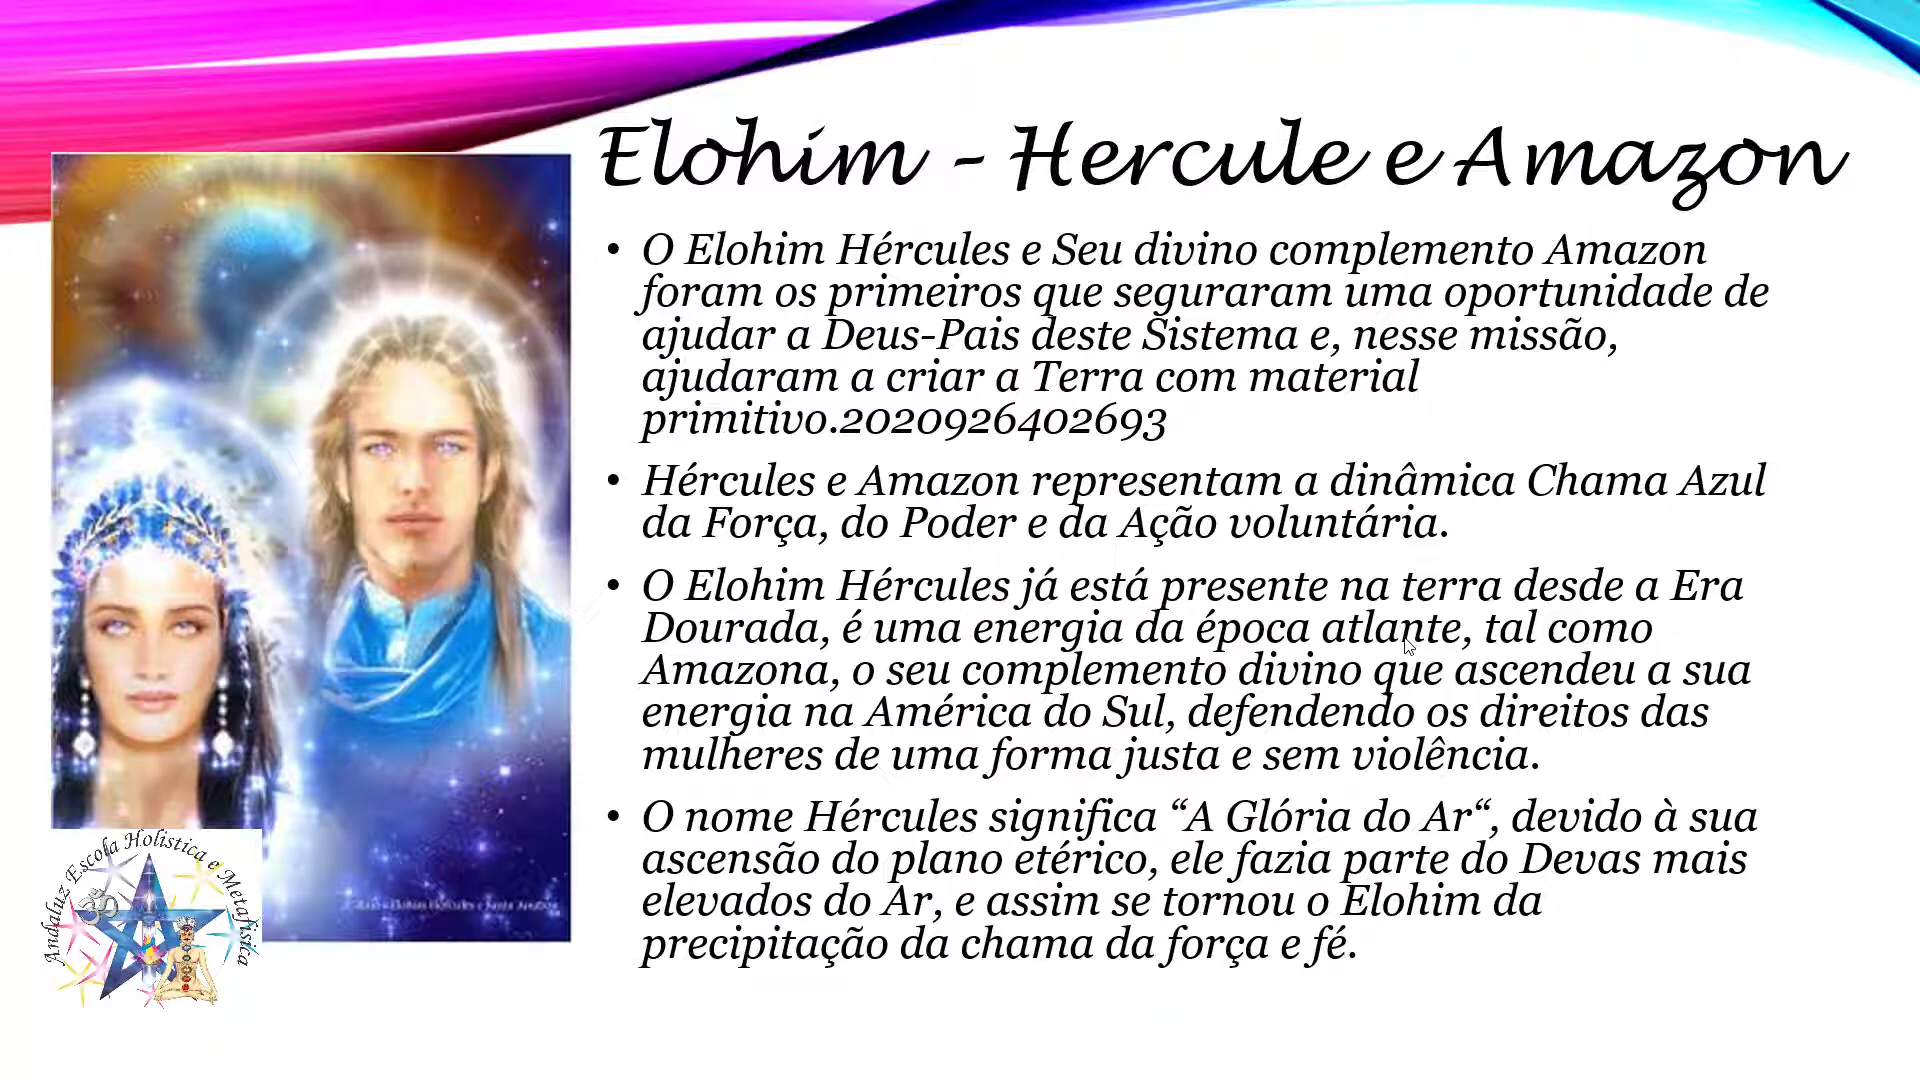 Elohim – Hercule e Amazon
• O Elohim Hércules e Seu divino complemento Amazon
foram os primeiros que seguraram uma oportunidade de
ajudar a Deus-Pais deste Sistema e, nesse missão,
ajudaram a criar a Terra com material
primitivo.2020926402693
• Hércules e Amazon representam a dinâmica Chama Azul
da Força, do Poder e da Ação voluntária.
• O Elohim Hércules já está presente na terra desde a Era
Dourada, é uma energia da época atlante, tal como
Amazona, o seu complemento divino que ascendeu a sua
energia na América do Sul, defendendo os direitos das
mulheres de uma forma justa e sem violência.
• O nome Hércules significa “A Glória do Ar“, devido à sua
ascensão do plano etérico, ele fazia parte do Devas mais
elevados do Ar, e assim se tornou o Elohim da
precipitação da chama da força e fé.
Andaluz Escola Holistica e Metafisica